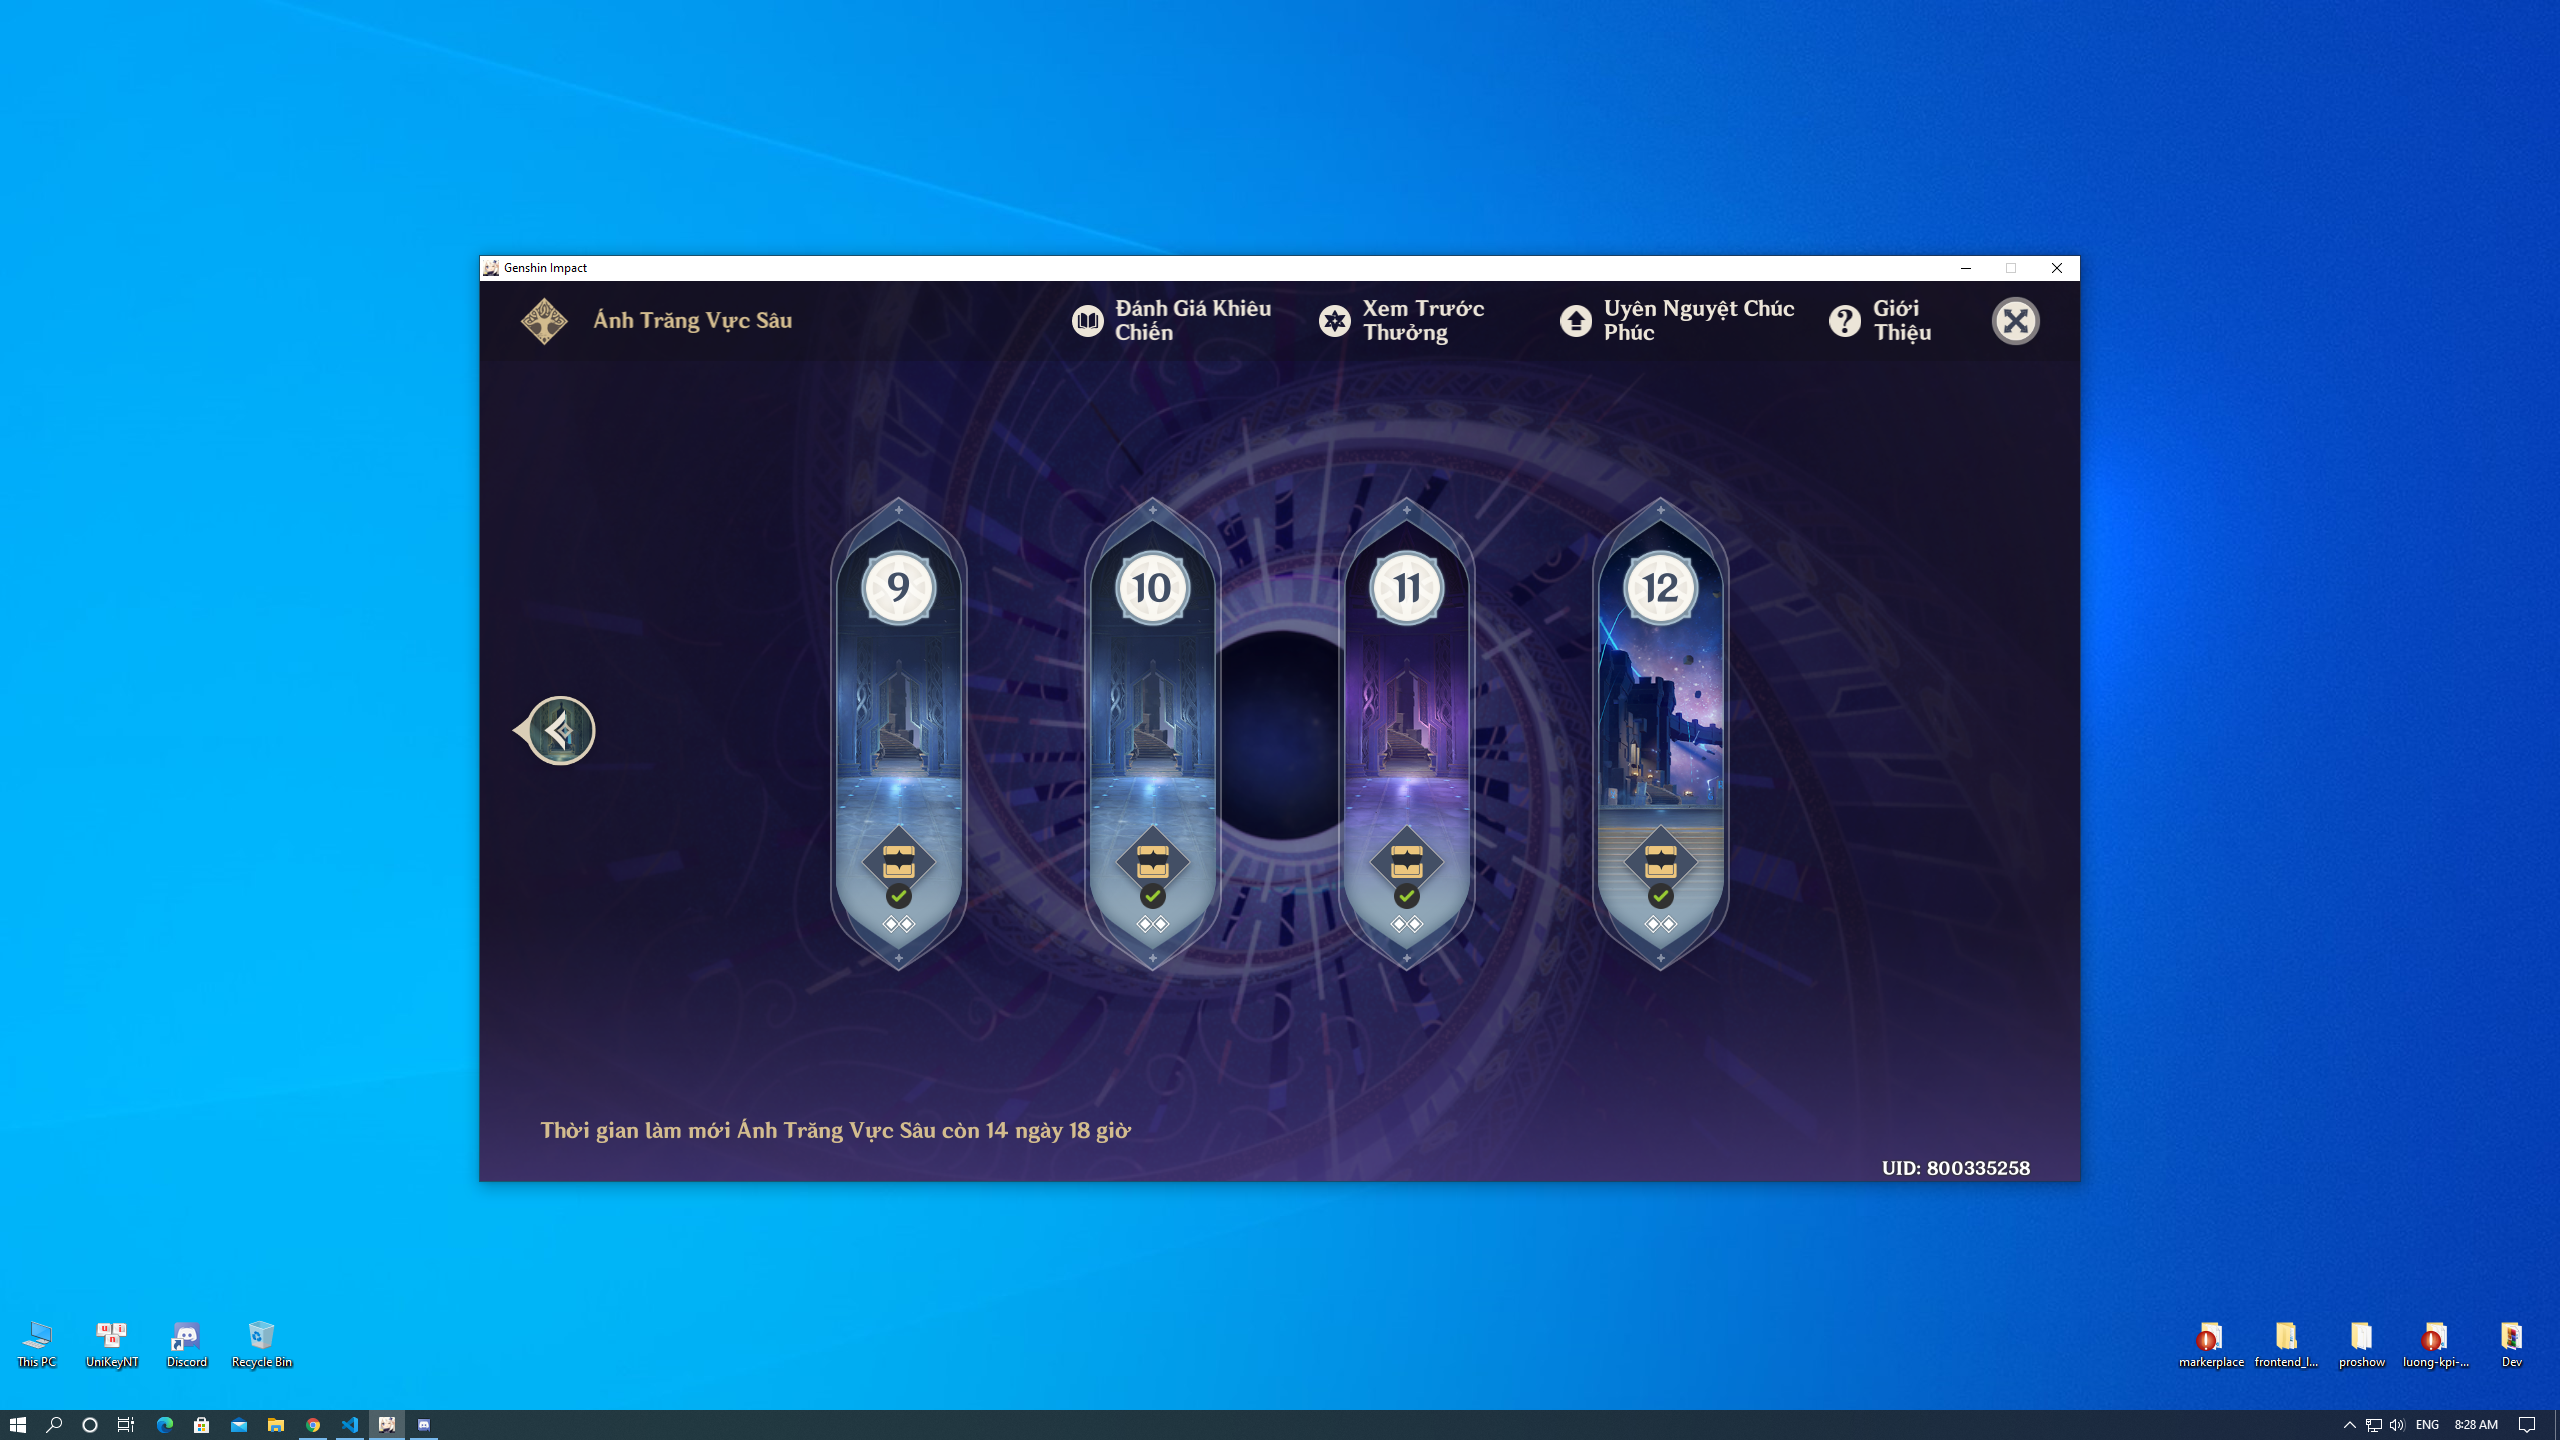 Genshin Impact
Ánh Trăng Vực Sâu
Đánh Giá Khiêu
Chiến
Xem Trước
Thưởng
Uyên Nguyệt Chúc
Phúc
Giới
Thiệu
9
10
11
12
Thời gian làm mới Ánh Trăng Vực Sâu còn 14 ngày 18 giờ
UID: 800335258
This PC
UniKeyNT
Discord
Recycle Bin
markerplace
frontend_l...
proshow
luong-kpi-...
Dev
ENG
8:28 AM